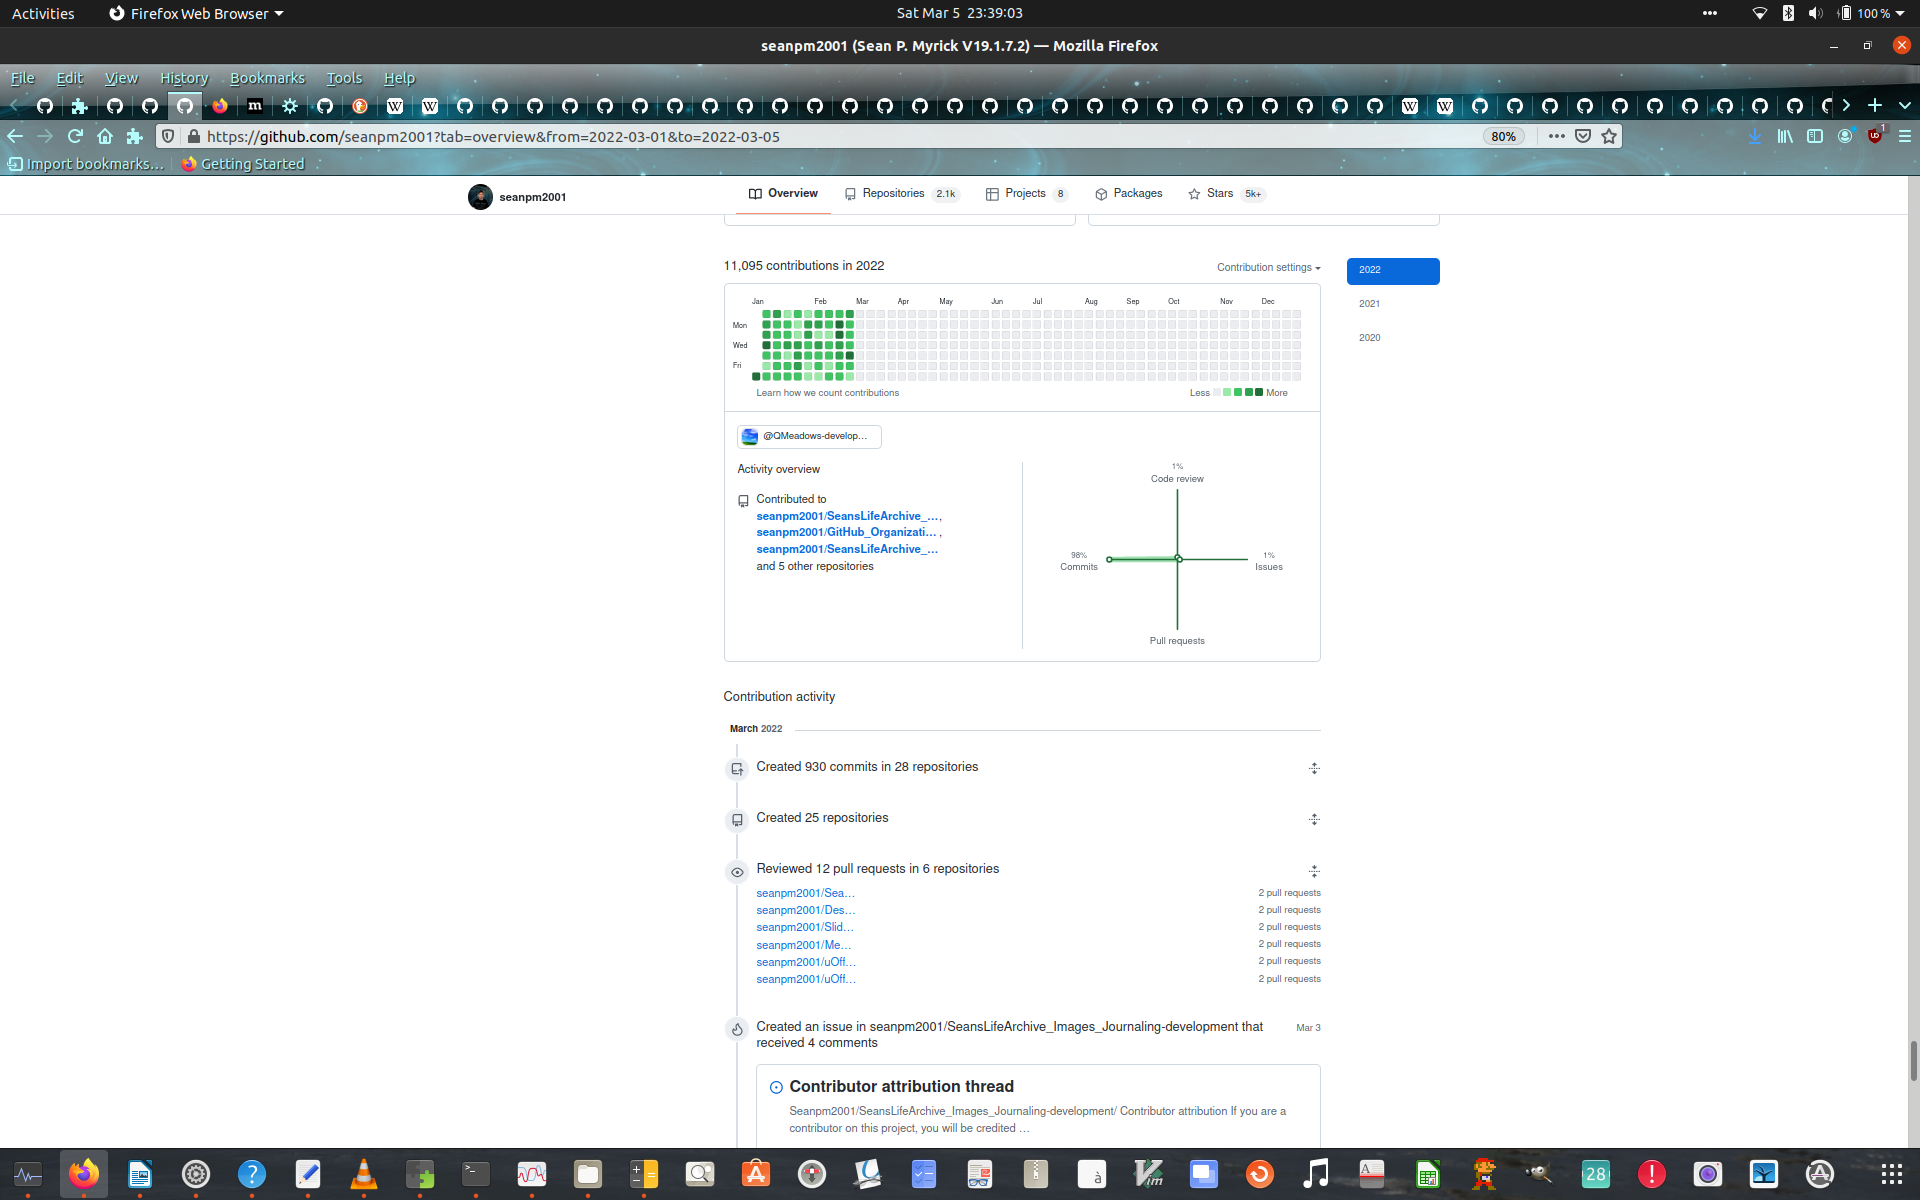 Activities
Firefox Web Browser
Sat Mar 5 23:39:03
100 %
seanpm2001 (Sean P. Myrick V19.1.7.2) — Mozilla Firefox
File Edit View History Bookmarks Tools Help
https://github.com/seanpm2001?tab=overview&from=2022-03-01&to=2022-03-05
80%
1
Import bookmarks...
Getting Started
seanpm2001
Overview
Repositories 2.1k
Projects 8
Packages
Stars 5k+
11,095 contributions in 2022
Contribution settings
2022
2021
2020
Jan Feb Mar Apr May Jun Jul Aug Sep Oct Nov Dec
Mon
Wed
Fri
Learn how we count contributions
Less
More
@QMeadows-develop...
Activity overview
Contributed to
seanpm2001/SeansLifeArchive_... ,
seanpm2001/GitHub_Organizati... ,
seanpm2001/SeansLifeArchive_...
and 5 other repositories
1%
Code review
98%
Commits
1%
Issues
Pull requests
Contribution activity
March 2022
Created 930 commits in 28 repositories
Created 25 repositories
Reviewed 12 pull requests in 6 repositories
seanpm2001/Sea... 2 pull requests
seanpm2001/Des... 2 pull requests
seanpm2001/Slid... 2 pull requests
seanpm2001/Me... 2 pull requests
seanpm2001/uOff... 2 pull requests
seanpm2001/uOff... 2 pull requests
Created an issue in seanpm2001/SeansLifeArchive_Images_Journaling-development that
received 4 comments
Mar 3
Contributor attribution thread
Seanpm2001/SeansLifeArchive_Images_Journaling-development/ Contributor attribution If you are a
contributor on this project, you will be credited ...
28